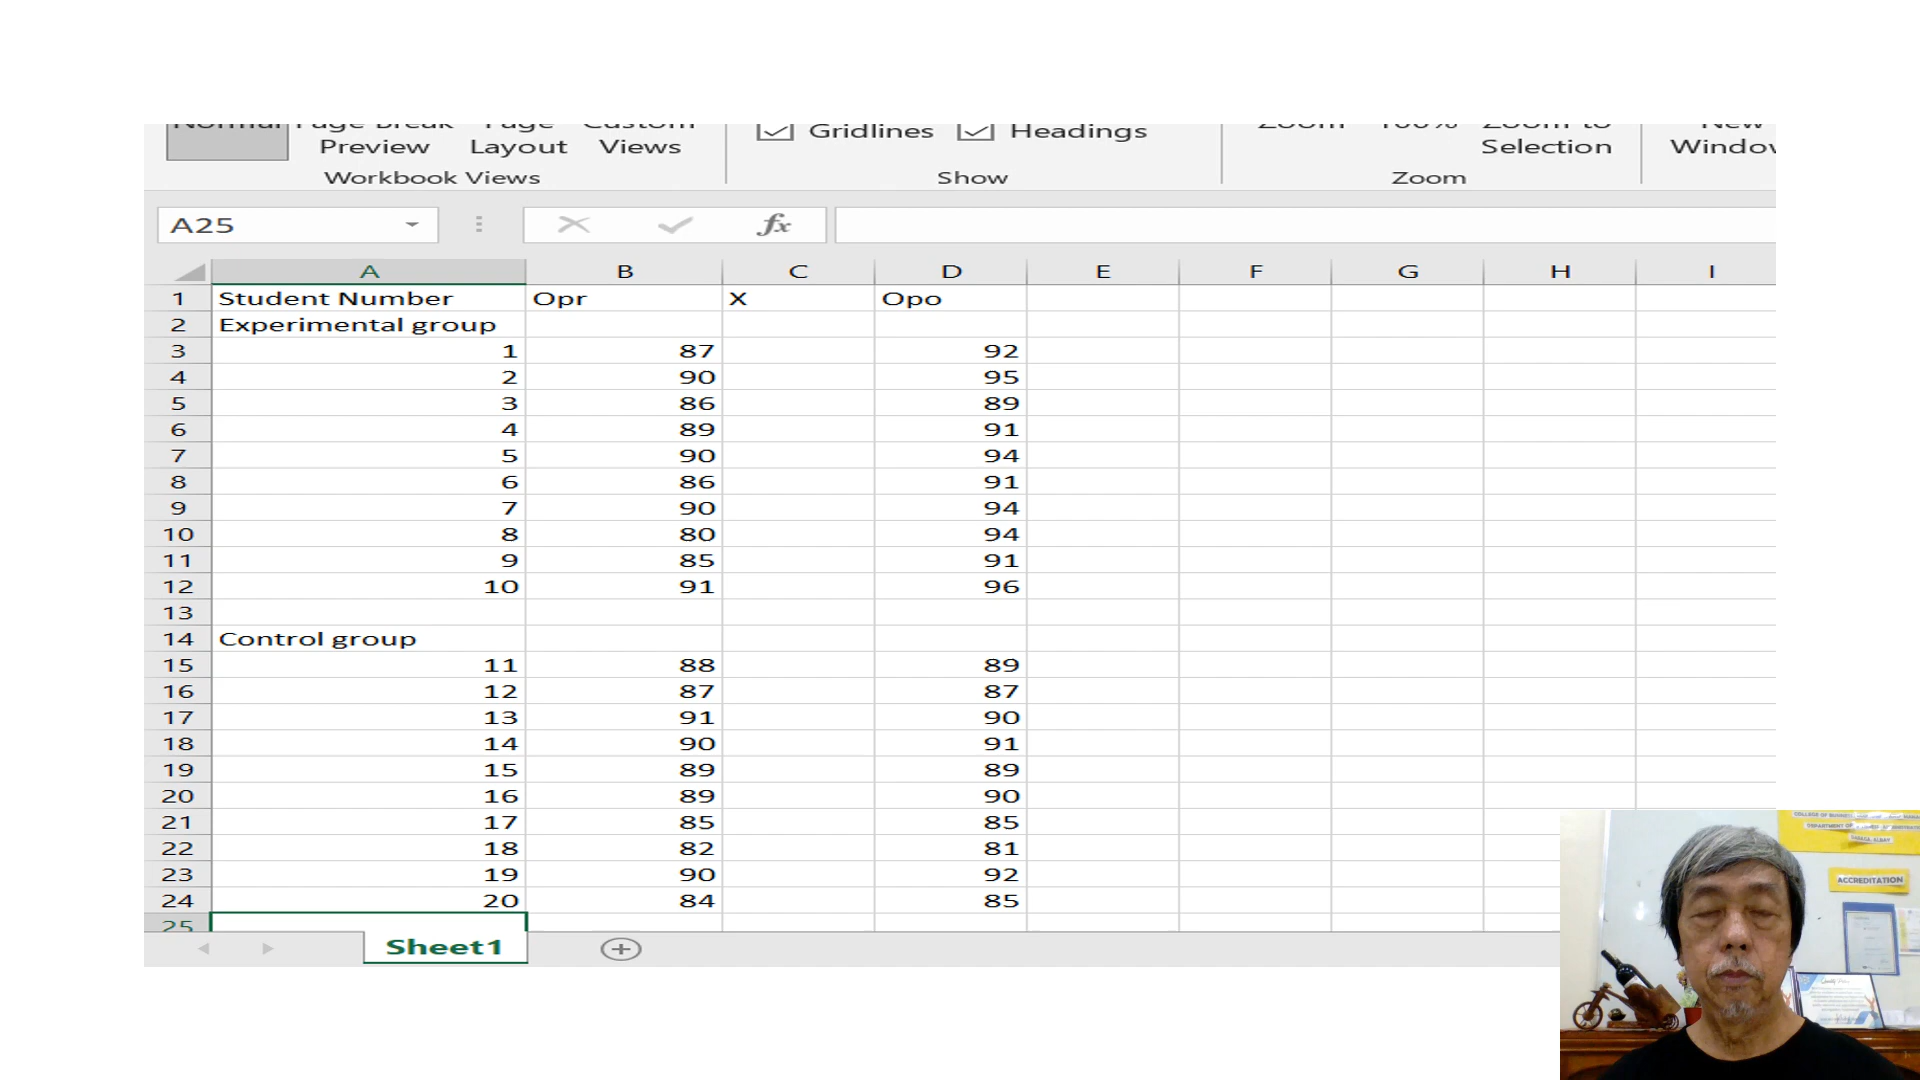 Normal Page Break Page Custom
Preview Layout Views
Workbook Views
Gridlines Headings
Show
Zoom 100% Zoom to
Selection
Zoom
New
Window
A25
fx
A B C D E F G H I
1 Student Number Opr X Opo
2 Experimental group
3 1 87 92
4 2 90 95
5 3 86 89
6 4 89 91
7 5 90 94
8 6 86 91
9 7 90 94
10 8 80 94
11 9 85 91
12 10 91 96
13
14 Control group
15 11 88 89
16 12 87 87
17 13 91 90
18 14 90 91
19 15 89 89
20 16 89 90
21 17 85 85
22 18 82 81
23 19 90 92
24 20 84 85
25
Sheet1
COLLEGE OF BUSINESS
DEPARTMENT OF
ACCREDITATION